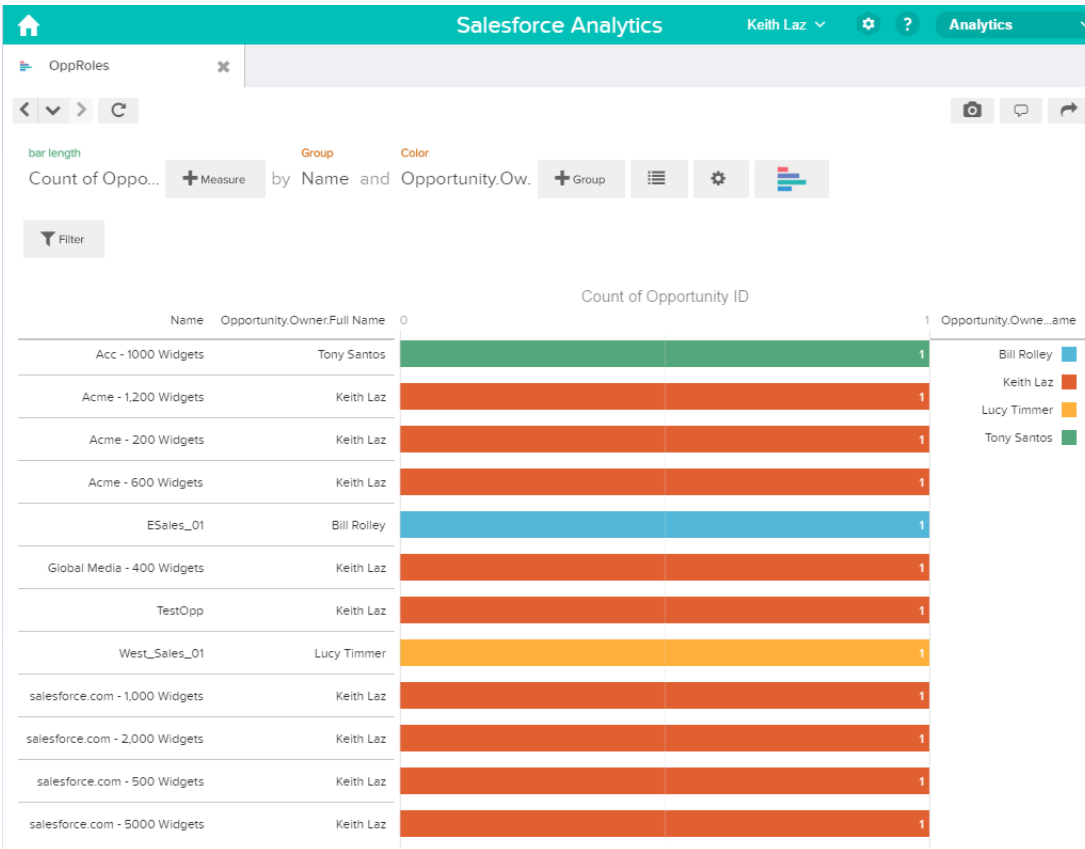 Salesforce Analytics Keith Laz ? Analytics
OppRoles
bar length Group Color
Count of Oppo... Measure by Name and Opportunity.Ow. Group
Filter
Count of Opportunity ID
Name Opportunity.Owner.Full Name 0 1 Opportunity.Owne...ame
Acc - 1000 Widgets Tony Santos 1 Bill Rolley
Acme - 1,200 Widgets Keith Laz 1 Keith Laz
Lucy Timmer
Acme - 200 Widgets Keith Laz 1 Tony Santos
Acme - 600 Widgets Keith Laz 1
ESales_01 Bill Rolley 1
Global Media - 400 Widgets Keith Laz 1
TestOpp Keith Laz 1
West_Sales_01 Lucy Timmer 1
salesforce.com - 1,000 Widgets Keith Laz 1
salesforce.com - 2,000 Widgets Keith Laz 1
salesforce.com - 500 Widgets Keith Laz 1
salesforce.com - 5000 Widgets Keith Laz 1